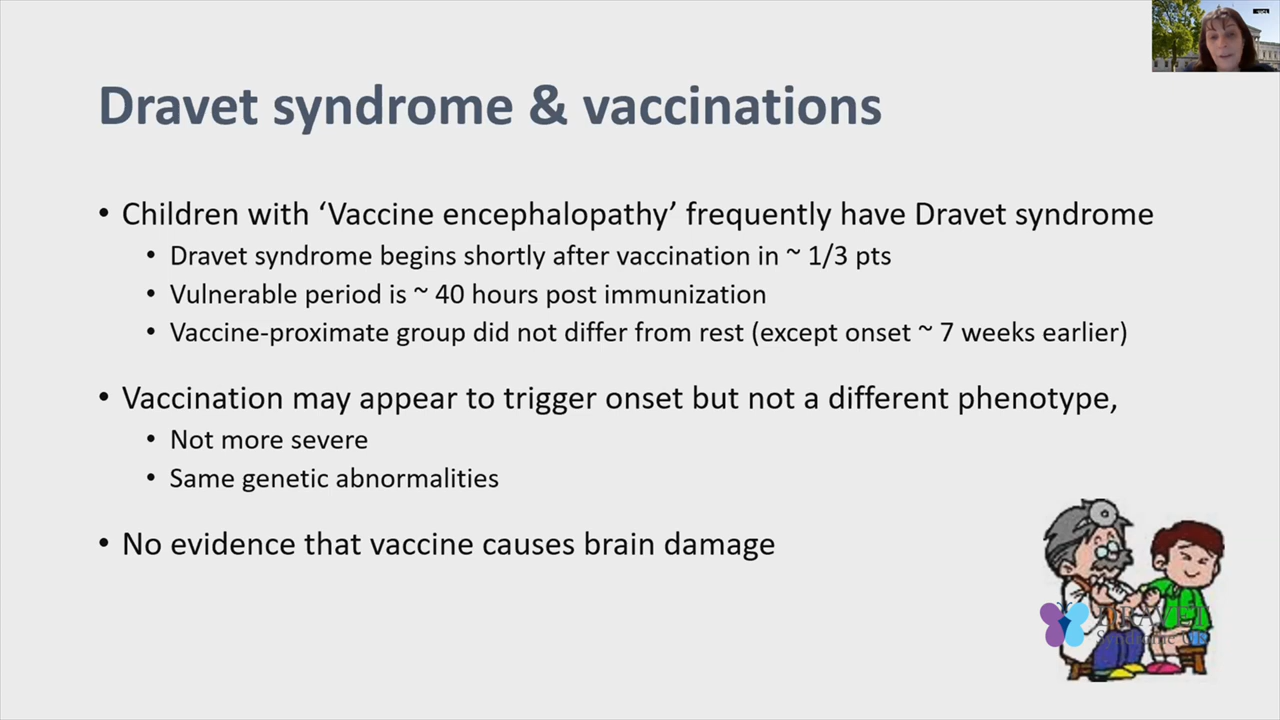 Dravet syndrome & vaccinations
• Children with ‘Vaccine encephalopathy’ frequently have Dravet syndrome
• Dravet syndrome begins shortly after vaccination in ~ 1/3 pts
• Vulnerable period is ~ 40 hours post immunization
• Vaccine-proximate group did not differ from rest (except onset ~ 7 weeks earlier)
• Vaccination may appear to trigger onset but not a different phenotype,
• Not more severe
• Same genetic abnormalities
• No evidence that vaccine causes brain damage
DRAVET
Syndrome UK